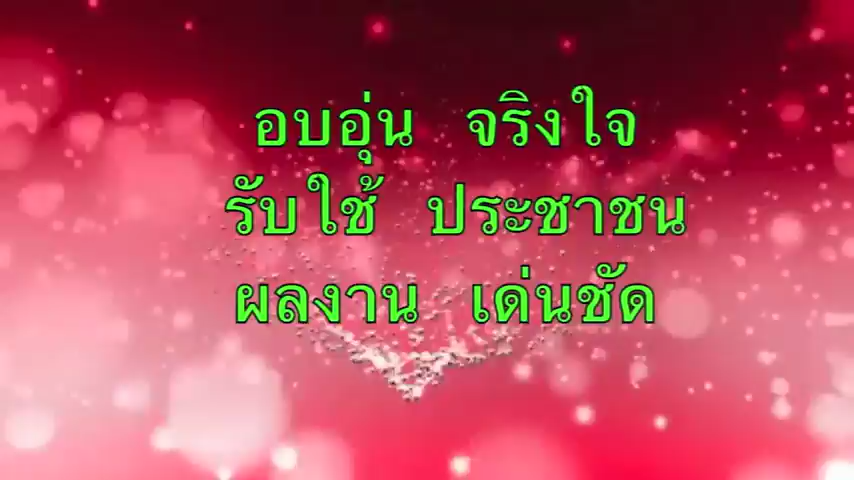 อบอุ่น จริงใจ
รับใช้ ประชาชน
ผลงาน เด่นชัด